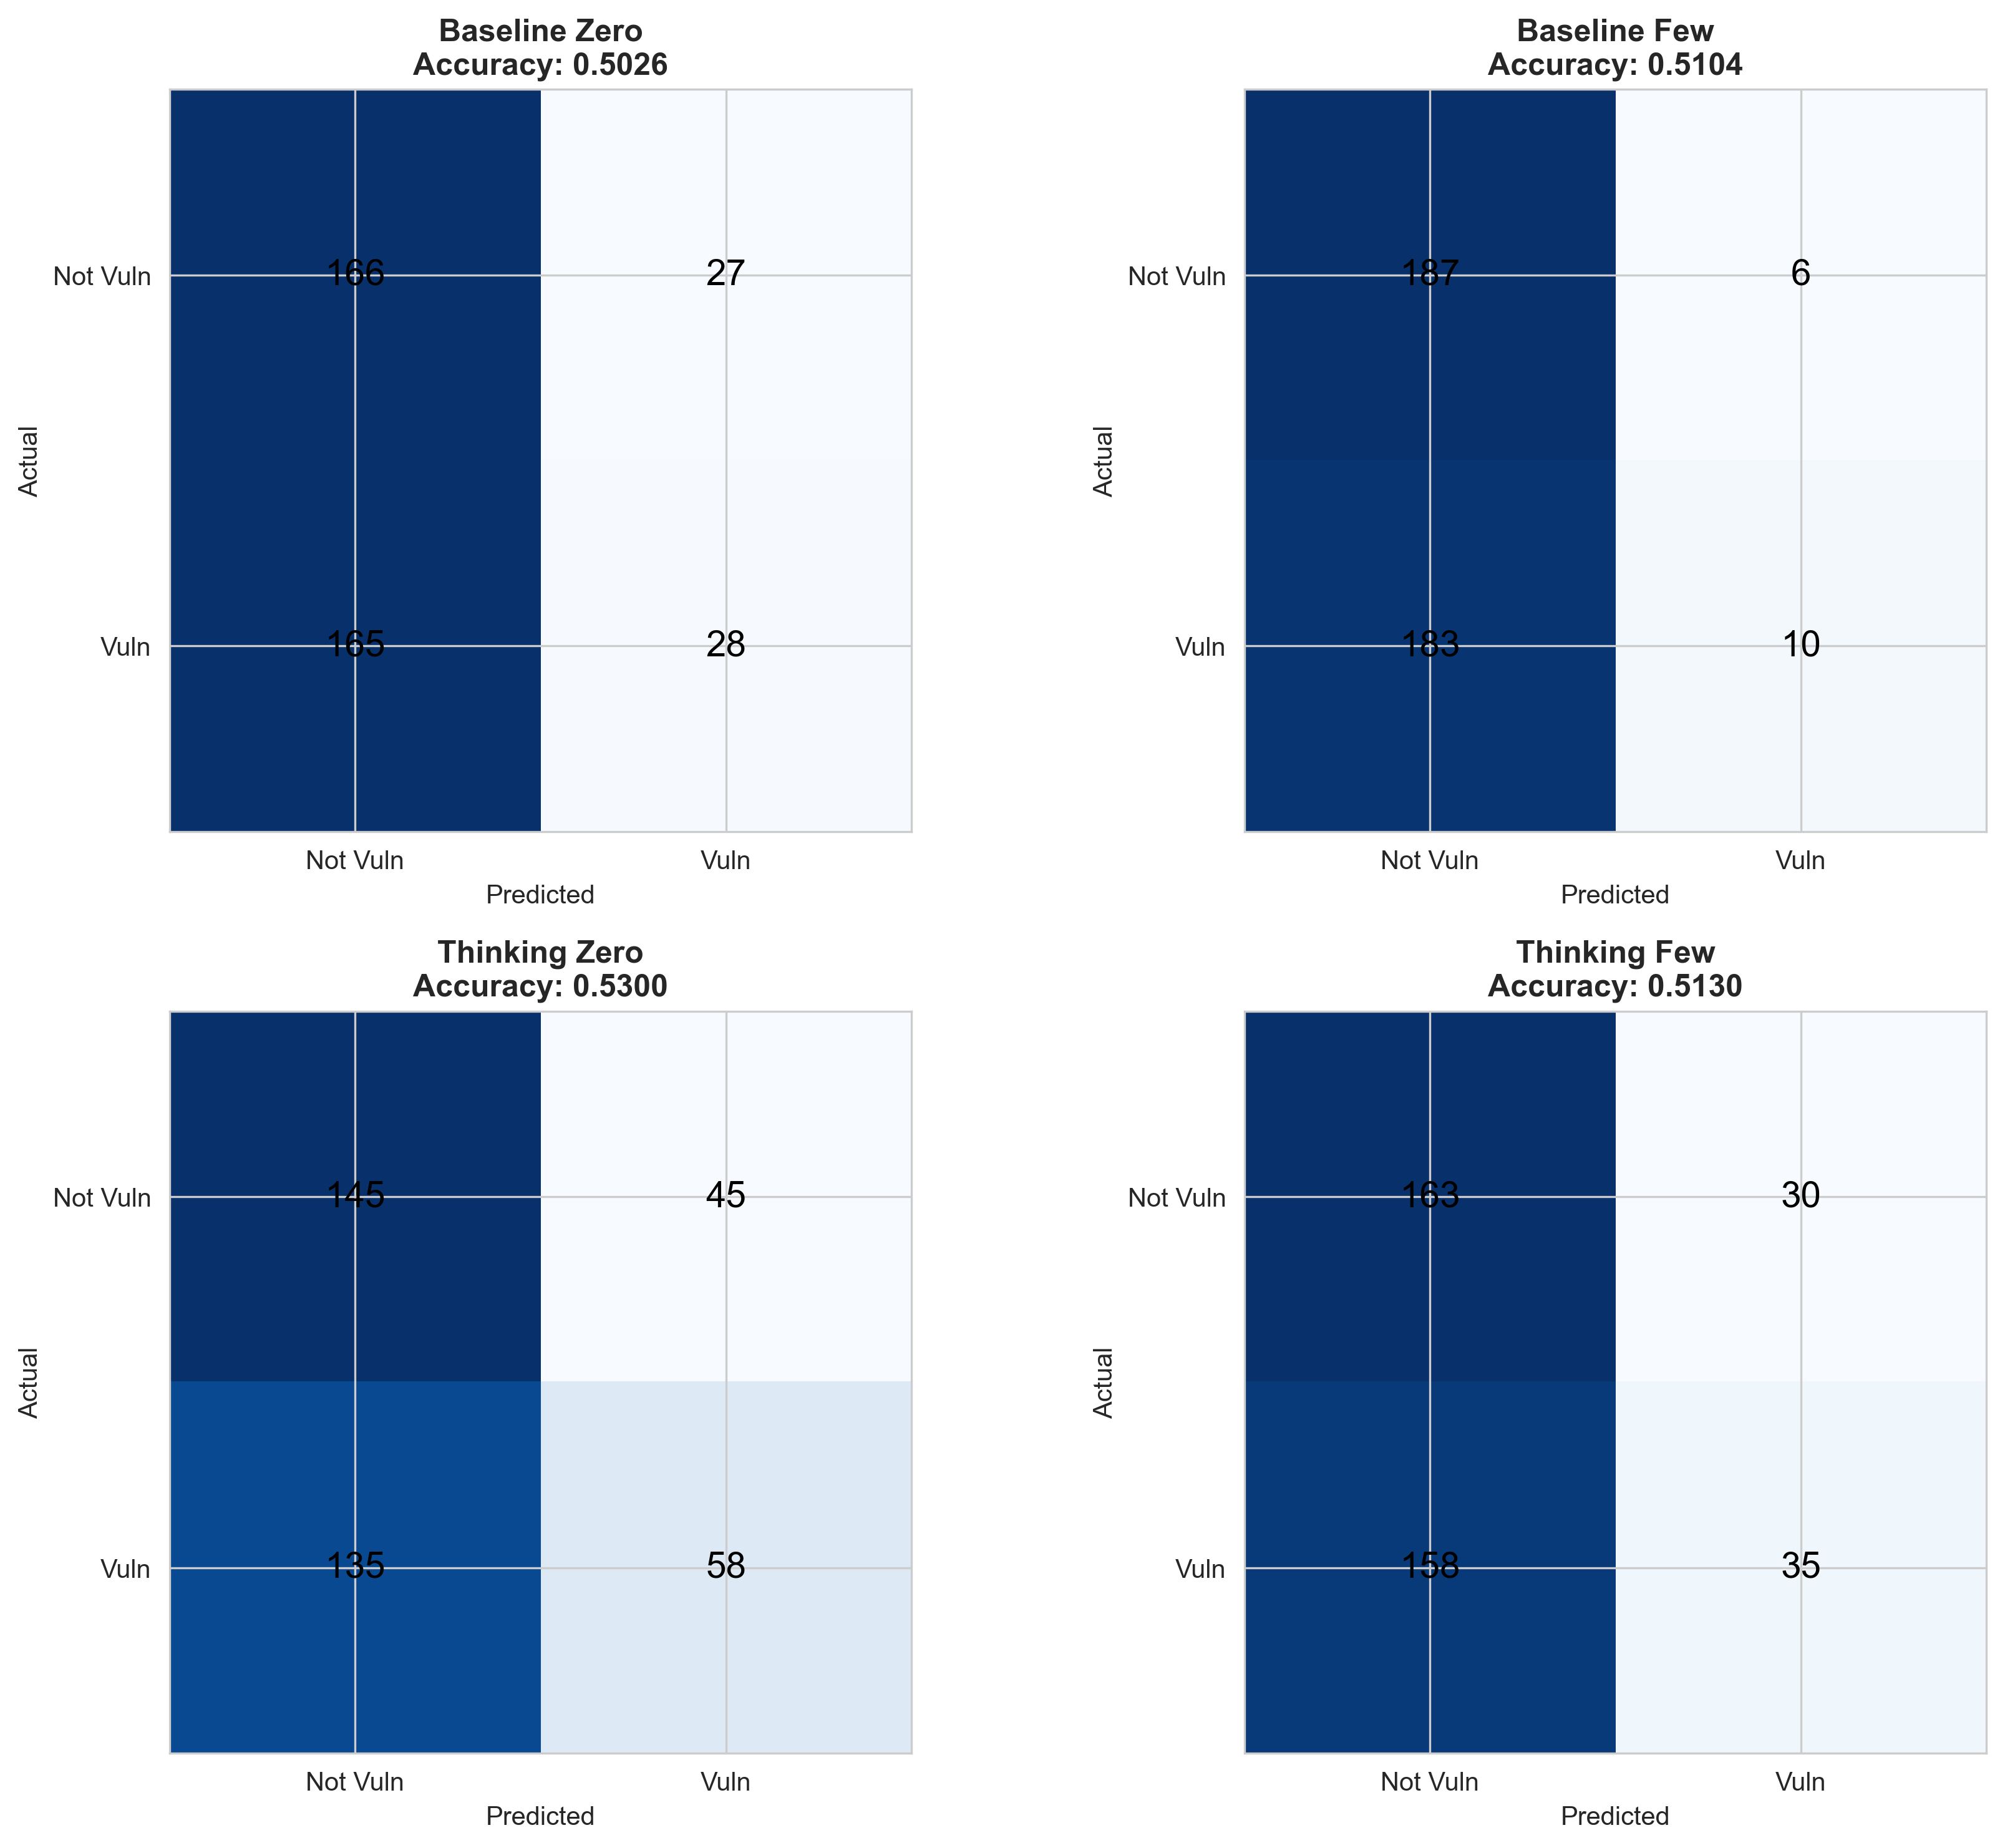 Baseline Zero
Accuracy: 0.5026
Actual
Not Vuln
166
27
Vuln
165
28
Not Vuln
Vuln
Predicted
Baseline Few
Accuracy: 0.5104
Actual
Not Vuln
187
6
Vuln
183
10
Not Vuln
Vuln
Predicted
Thinking Zero
Accuracy: 0.5300
Actual
Not Vuln
145
45
Vuln
135
58
Not Vuln
Vuln
Predicted
Thinking Few
Accuracy: 0.5130
Actual
Not Vuln
163
30
Vuln
158
35
Not Vuln
Vuln
Predicted